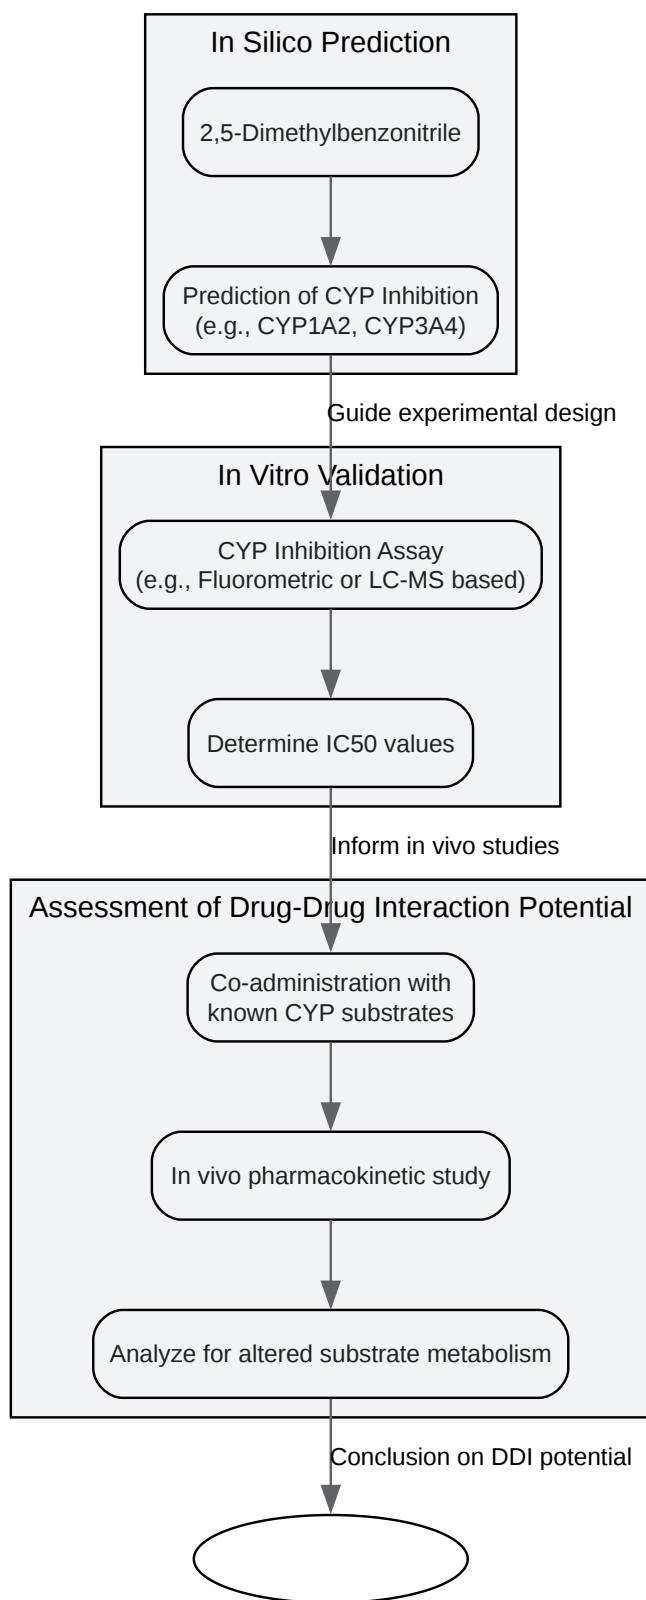 In Silico Prediction
2,5-Dimethylbenzonitrile
Prediction of CYP Inhibition
(e.g., CYP1A2, CYP3A4)
Guide experimental design
In Vitro Validation
CYP Inhibition Assay
(e.g., Fluorometric or LC-MS based)
Determine IC50 values
Inform in vivo studies
Assessment of Drug-Drug Interaction Potential
Co-administration with
known CYP substrates
In vivo pharmacokinetic study
Analyze for altered substrate metabolism
Conclusion on DDI potential